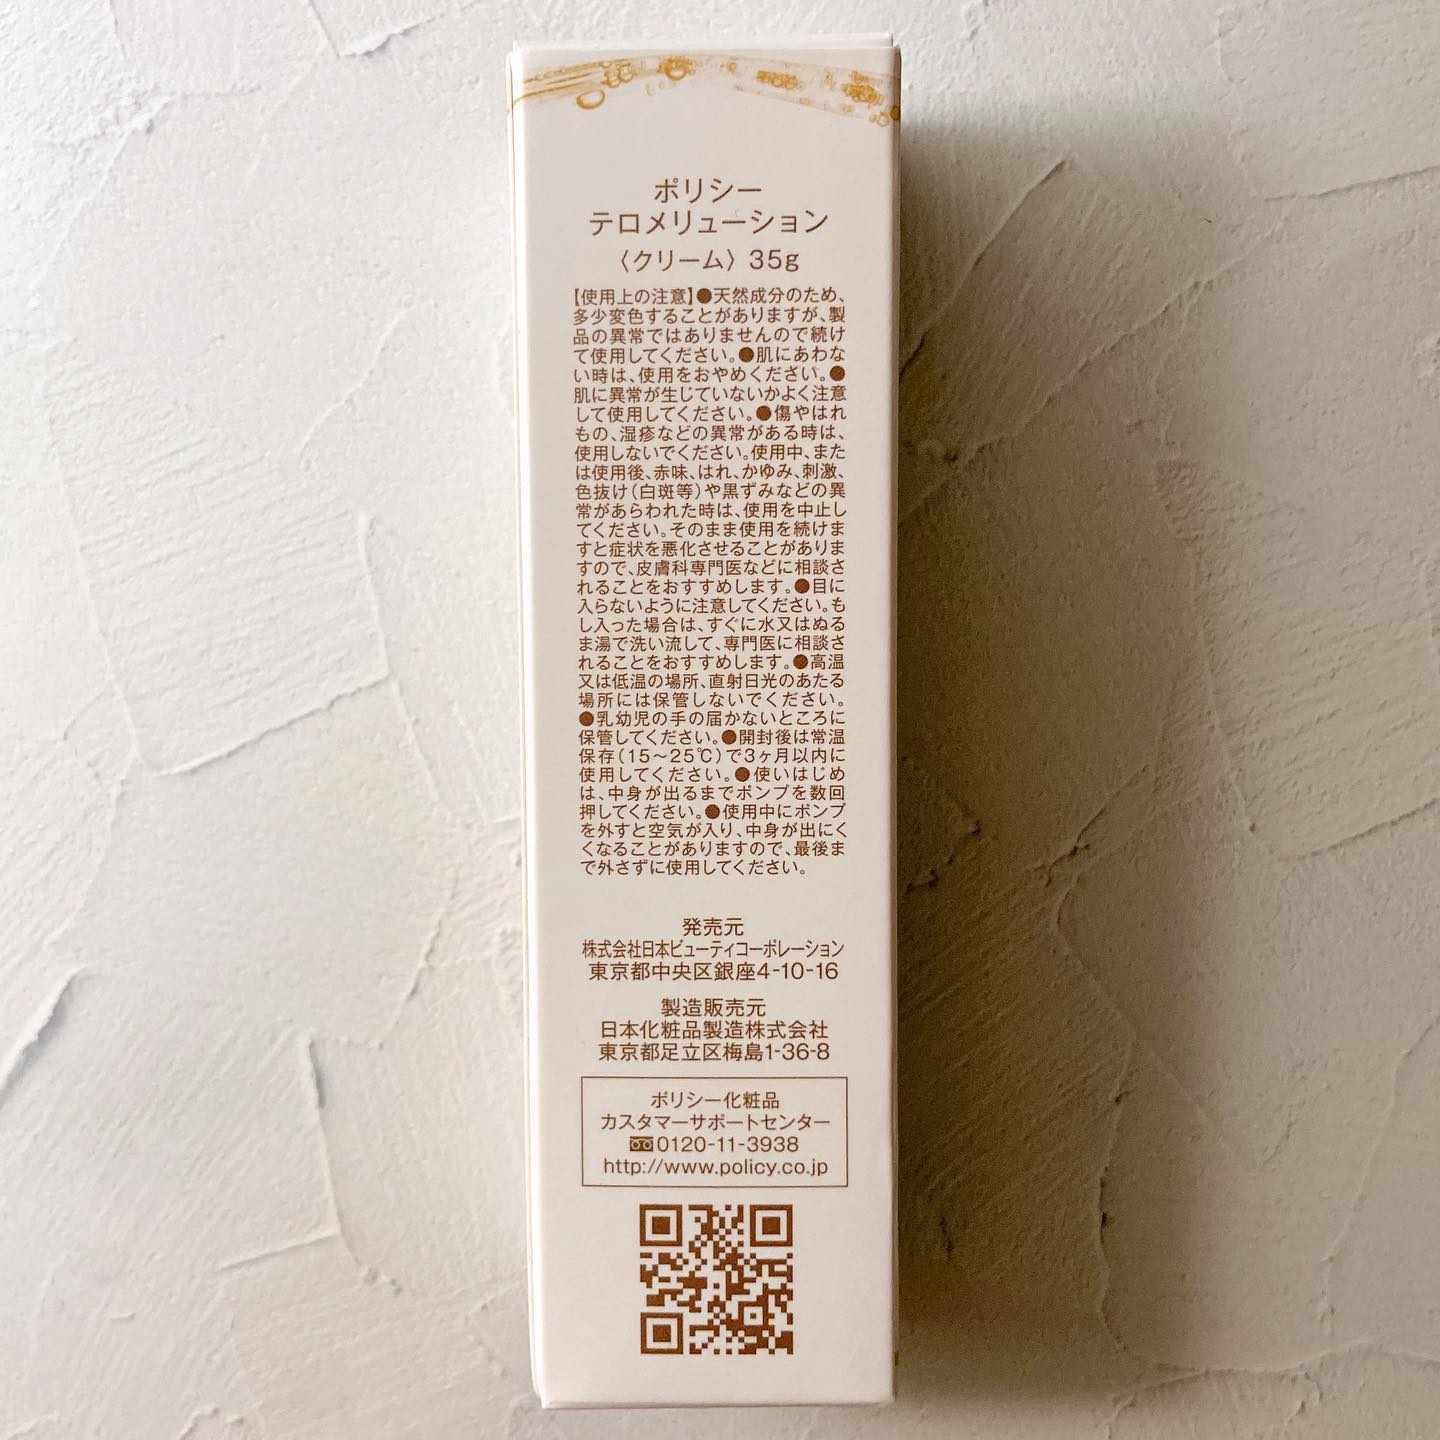 ポリシー
テロメリューション
〈クリーム〉35g
【使用上の注意】●天然成分のため、
多少変色することがありますが、製
品の異常ではありませんので続け
て使用してください。●肌にあわな
い時は、使用をおやめください。●
肌に異常が生じていないかよく注意
して使用してください。●傷やはれ
もの、湿疹などの異常がある時は、
使用しないでください。使用中、また
は使用後、赤味、はれ、かゆみ、刺激、
色抜け(白斑等)や黒ずみなどの異
常があらわれた時は、使用を中止し
てください。そのまま使用を続けま
すと症状を悪化させることがありま
すので、皮膚科専門医などに相談さ
れることをおすすめします。●目に
入らないように注意してください。も
し入った場合は、すぐに水又はぬる
ま湯で洗い流して、専門医に相談さ
れることをおすすめします。●高温
又は低温の場所、直射日光のあたる
場所には保管しないでください。
●乳幼児の手の届かないところに
保管してください。●開封後は常温
保存(15〜25℃)で3ヶ月以内に
使用してください。●使いはじめ
は、中身が出るまでポンプを数回
押してください。●使用中にポンプ
を外すと空気が入り、中身が出にく
くなることがありますので、最後ま
で外さずに使用してください。
発売元
株式会社日本ビューティコーポレーション
東京都中央区銀座4-10-16
製造販売元
日本化粧品製造株式会社
東京都足立区梅島1-36-8
ポリシー化粧品
カスタマーサポートセンター
0120-11-3938
http://www.policy.co.jp